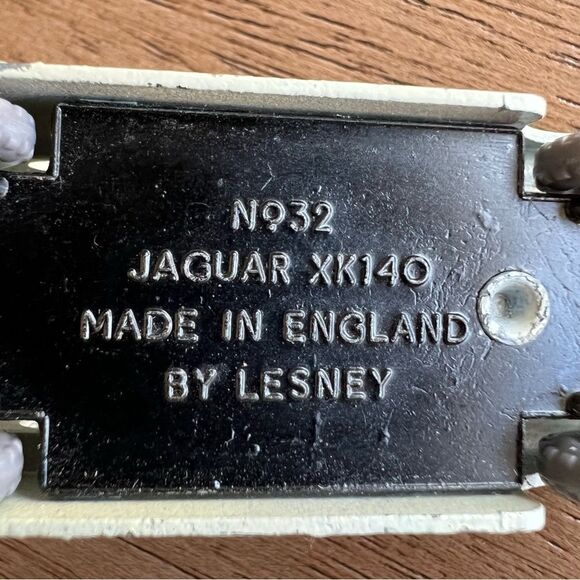 Nº32
JAGUAR XK140
MADE IN ENGLAND
BY LESNEY